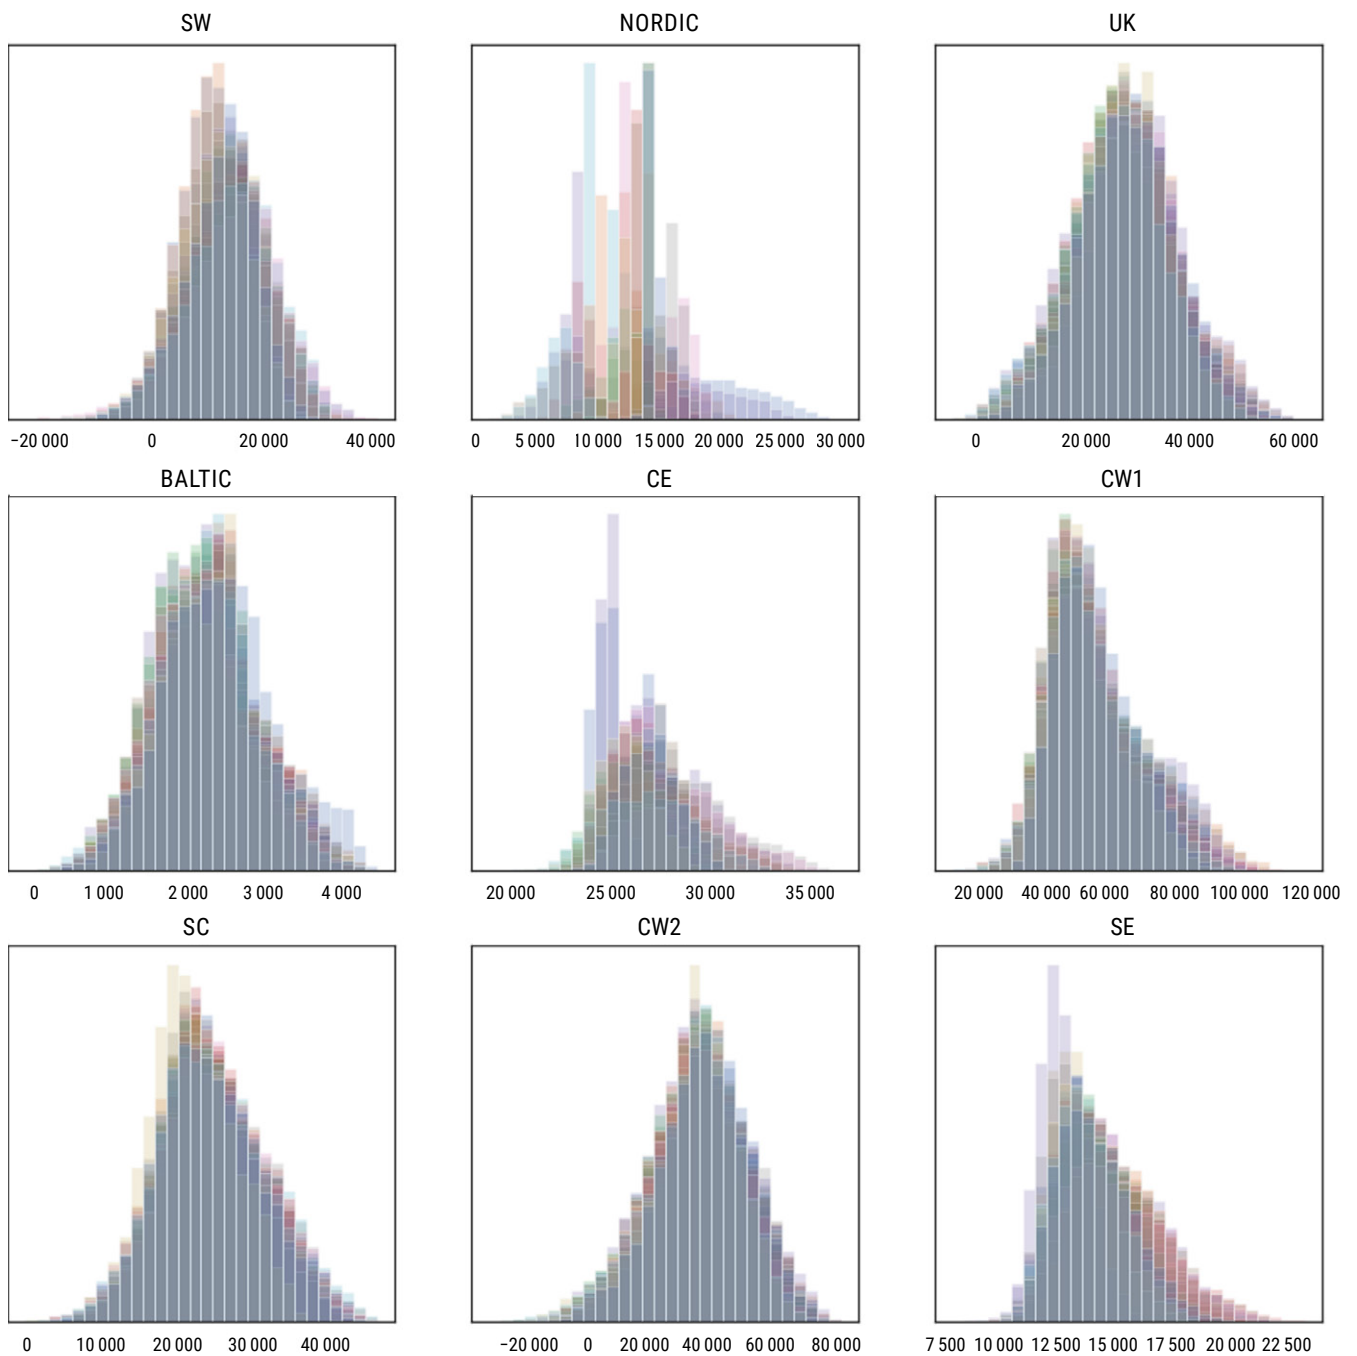 SW NORDIC UK
−20 000 0 20 000 40 000 0 5 000 10 000 15 000 20 000 25 000 30 000 0 20 000 40 000 60 000
BALTIC CE CW1
0 1 000 2 000 3 000 4 000 20 000 25 000 30 000 35 000 20 000 40 000 60 000 80 000 100 000 120 000
SC CW2 SE
0 10 000 20 000 30 000 40 000 −20 000 0 20 000 40 000 60 000 80 000 7 500 10 000 12 500 15 000 17 500 20 000 22 500